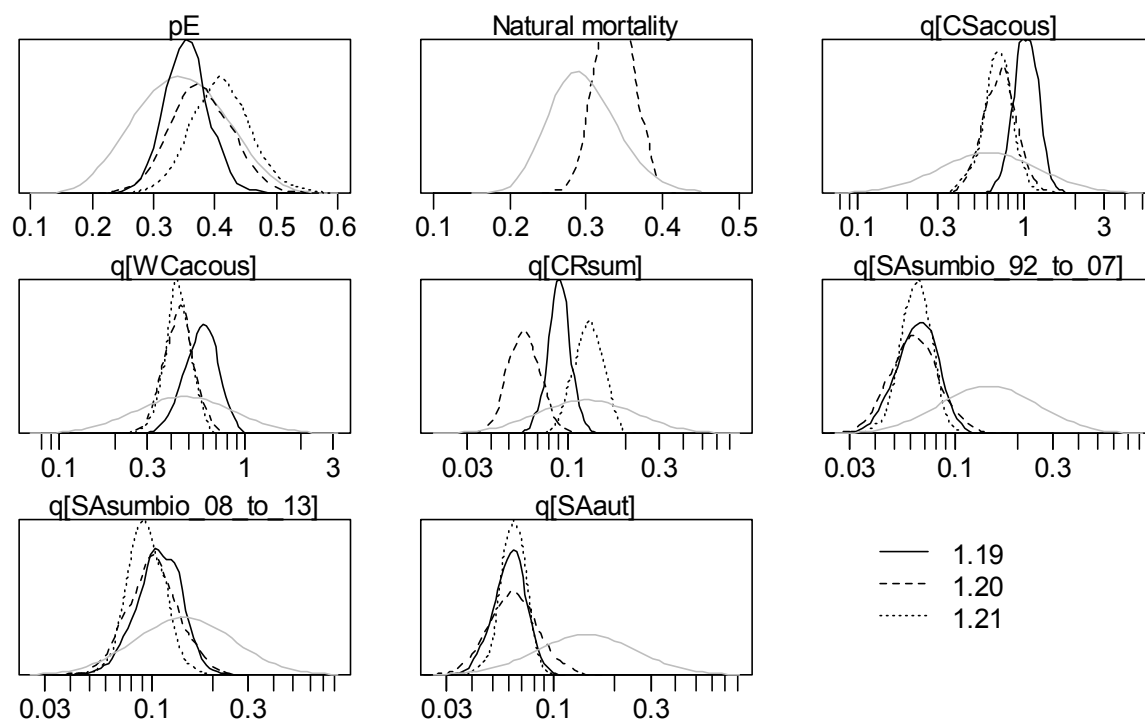 pE
Natural mortality
q[CSacous]
0.1 0.2 0.3 0.4 0.5 0.6
0.1 0.2 0.3 0.4 0.5
0.1 0.3 1 3
q[WCacous]
q[CRsum]
q[SAsumbio_92_to_07]
0.1 0.3 1 3
0.03 0.1 0.3
0.03 0.1 0.3
q[SAsumbio_08_to_13]
q[SAaut]
0.03 0.1 0.3
0.03 0.1 0.3
1.19
1.20
1.21